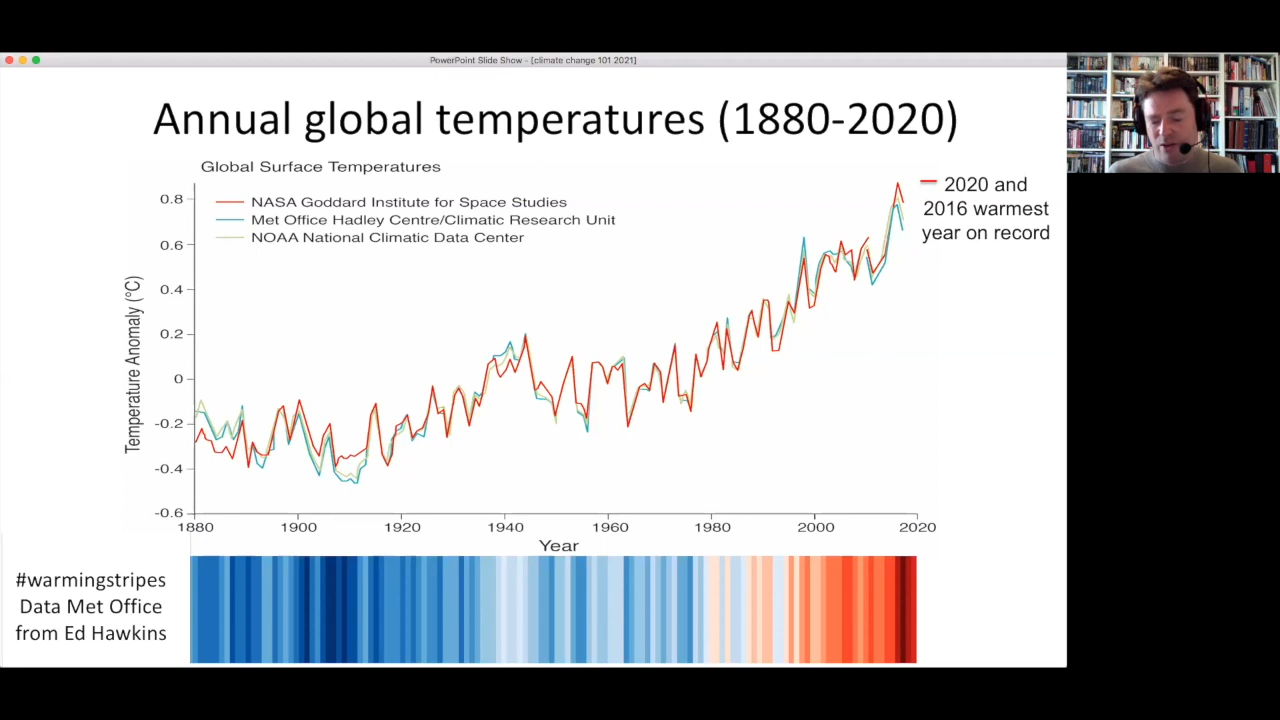 PowerPoint Slide Show - [climate change 101 2021]
Annual global temperatures (1880-2020)
Global Surface Temperatures
NASA Goddard Institute for Space Studies
Met Office Hadley Centre/Climatic Research Unit
NOAA National Climatic Data Center
2020 and
2016 warmest
year on record
Temperature Anomaly (°C)
0.8
0.6
0.4
0.2
0
-0.2
-0.4
-0.6
1880 1900 1920 1940 1960 1980 2000 2020
Year
#warmingstripes
Data Met Office
from Ed Hawkins